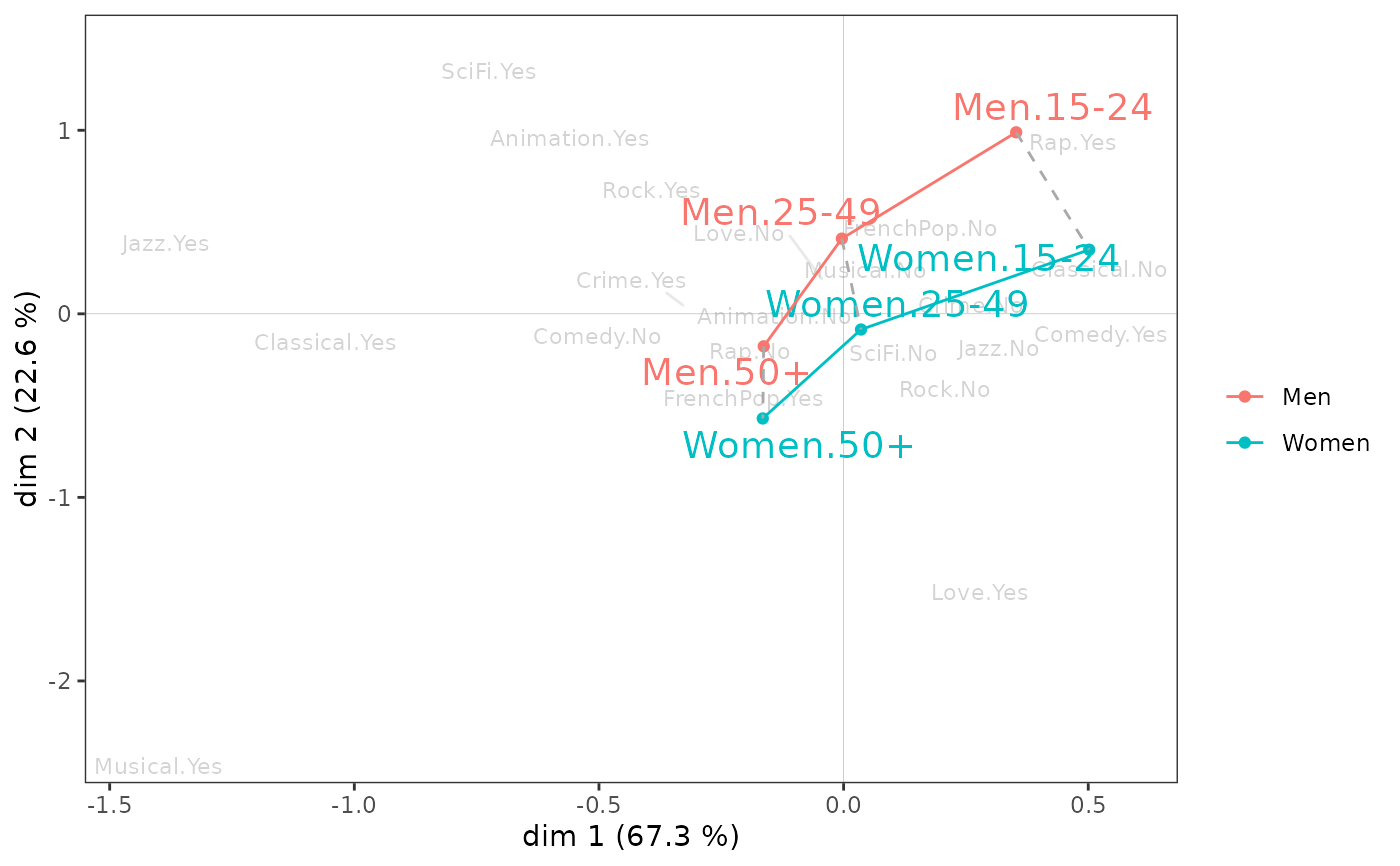 SciFi.Yes
Men.15-24
1
Animation.Yes
Rap.Yes
Rock.Yes
Men.25-49
Love.No
FrenchPop.No
Jazz.Yes
Women.15-24
Musical.No
Classical.No
Crime.Yes
Women.25-49
Crime.No
0
Animation.No
Classical.Yes
Comedy.No
Comedy.Yes
Rap.No
SciFi.No
Jazz.No
Men.50+
Rock.No
FrenchPop.Yes
Women.50+
-1
Love.Yes
-2
Musical.Yes
-1.5
-1.0
-0.5
0.0
0.5
dim 1 (67.3 %)
dim 2 (22.6 %)
Men
Women